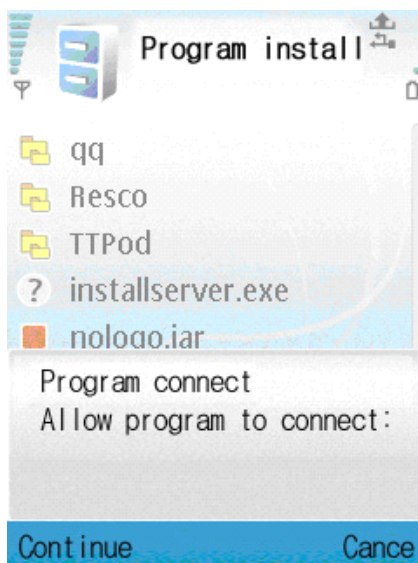 Program install
qq
Resco
TTPod
installserver.exe
nologo.jar
Program connect
Allow program to connect:
Continue
Cance